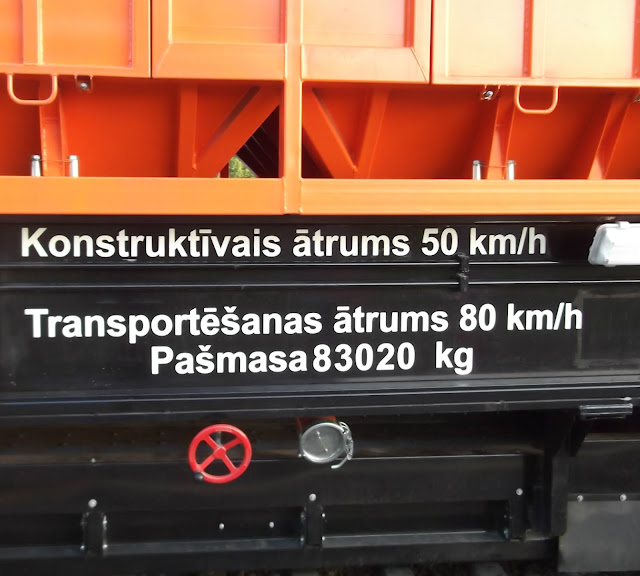 Konstruktīvais ātrums 50 km/h
Transportēšanas ātrums 80 km/h
Pašmasa 83020 kg